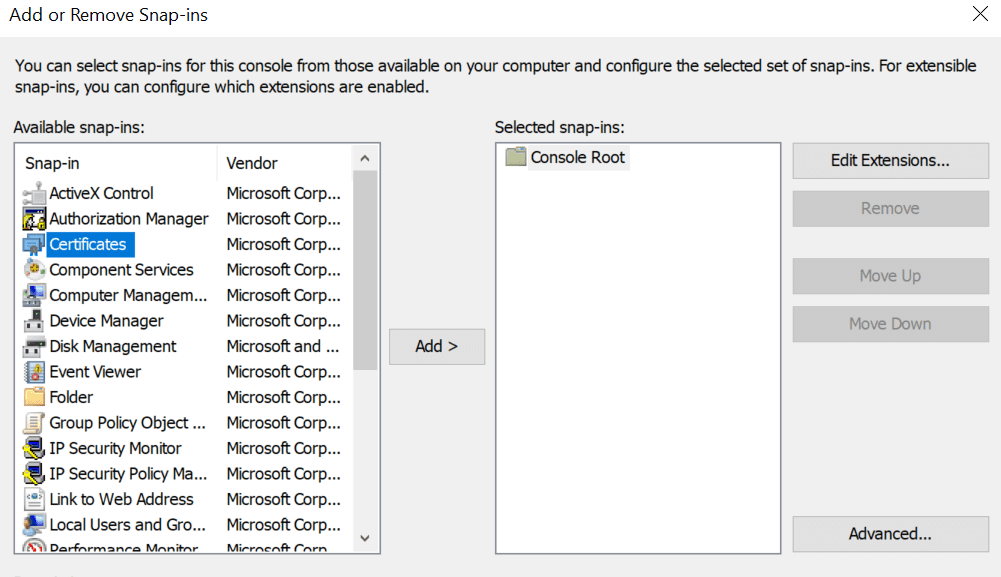 Add or Remove Snap-ins
You can select snap-ins for this console from those available on your computer and configure the selected set of snap-ins. For extensible
snap-ins, you can configure which extensions are enabled.
Available snap-ins:
Selected snap-ins:
Snap-in Vendor
ActiveX Control Microsoft Corp...
Authorization Manager Microsoft Corp...
Certificates Microsoft Corp...
Component Services Microsoft Corp...
Computer Managem... Microsoft Corp...
Device Manager Microsoft Corp...
Disk Management Microsoft and ...
Event Viewer Microsoft Corp...
Folder Microsoft Corp...
Group Policy Object ... Microsoft Corp...
IP Security Monitor Microsoft Corp...
IP Security Policy Ma... Microsoft Corp...
Link to Web Address Microsoft Corp...
Local Users and Gro... Microsoft Corp...
Performance Monitor Microsoft Corp...
Add >
Console Root
Edit Extensions...
Remove
Move Up
Move Down
Advanced...